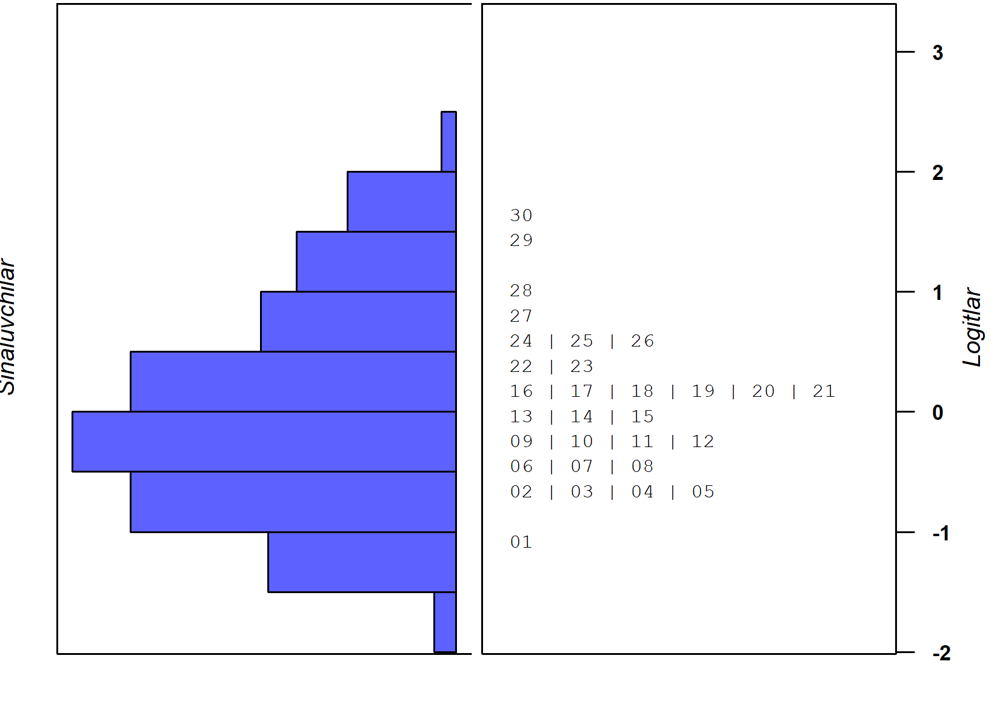 Sinaluvchilar
30
29
28
27
24 | 25 | 26
22 | 23
16 | 17 | 18 | 19 | 20 | 21
13 | 14 | 15
09 | 10 | 11 | 12
06 | 07 | 08
02 | 03 | 04 | 05
01
3
2
1
0
-1
-2
Logitlar